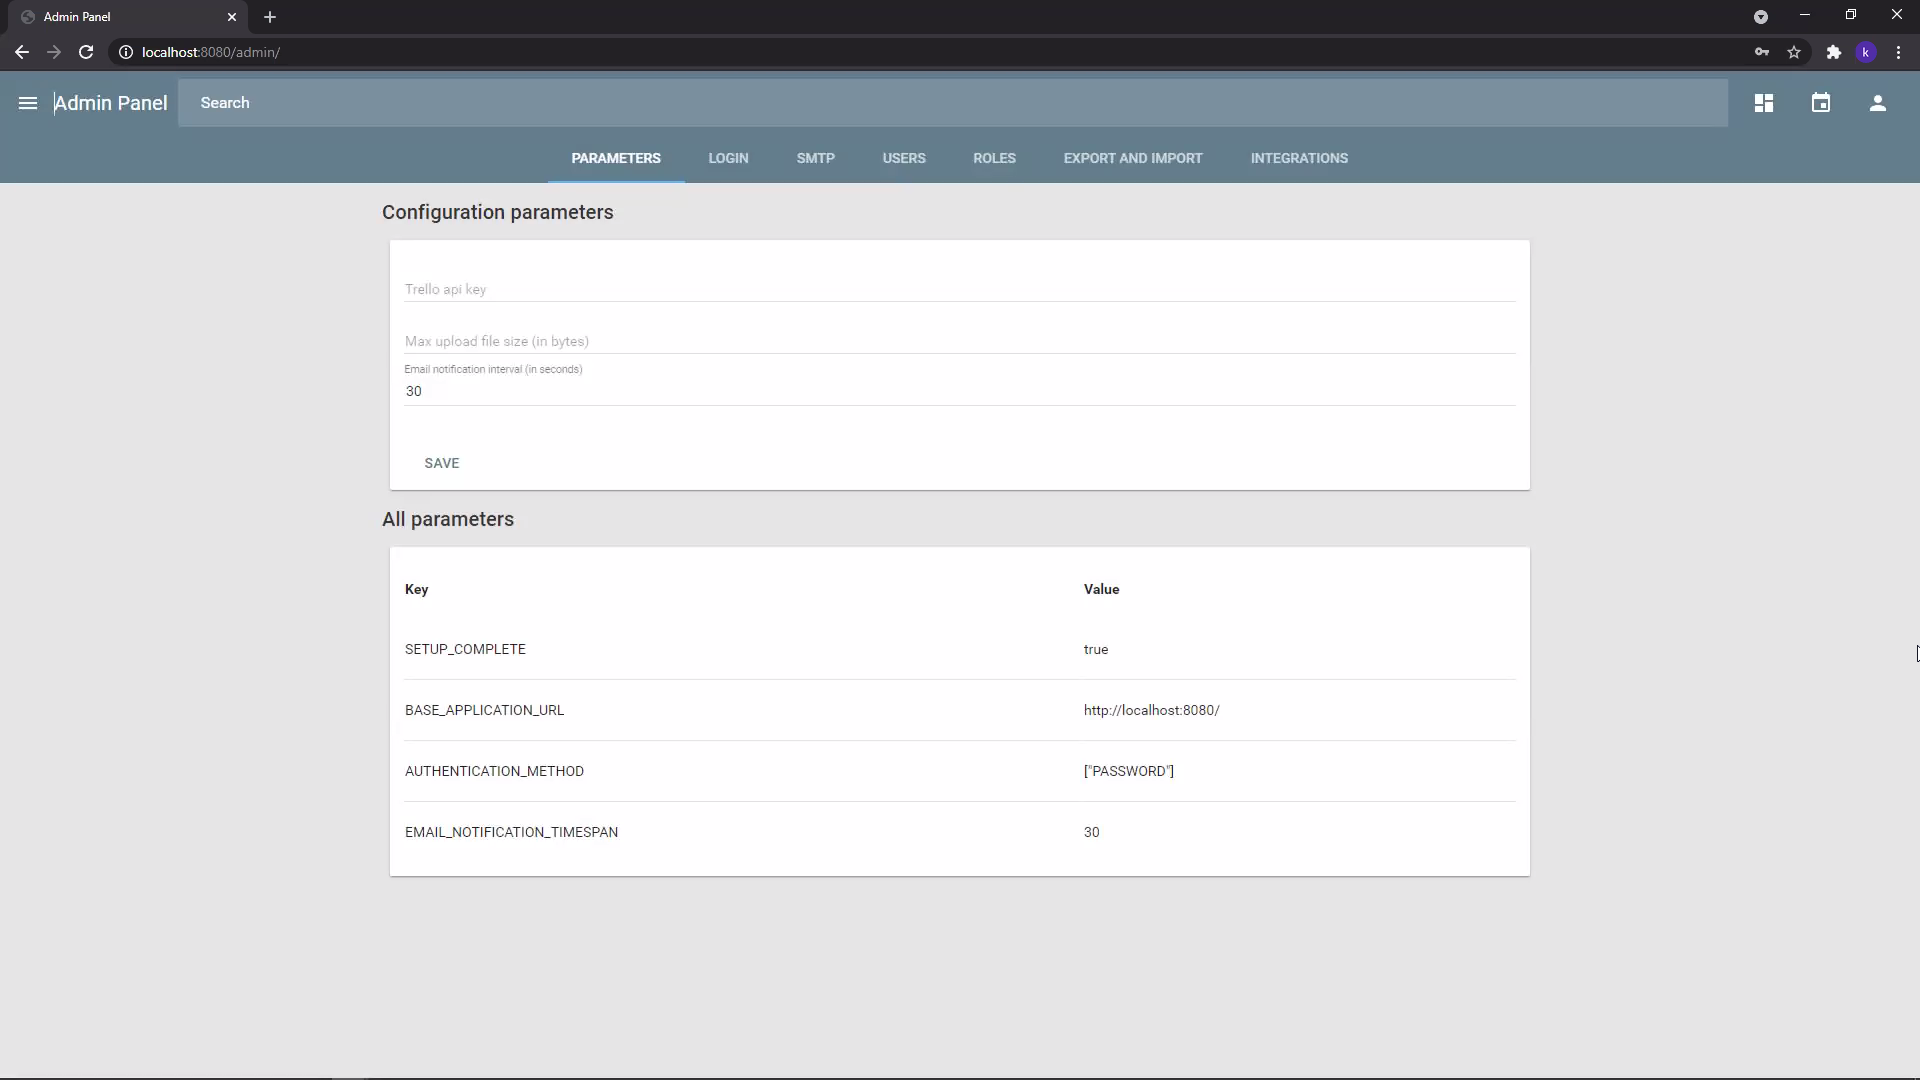 Admin Panel
localhost:8080/admin/
k
Admin Panel
Search
PARAMETERS LOGIN SMTP USERS ROLES EXPORT AND IMPORT INTEGRATIONS
Configuration parameters
Trello api key
Max upload file size (in bytes)
Email notification interval (in seconds)
30
SAVE
All parameters
Key Value
SETUP_COMPLETE true
BASE_APPLICATION_URL http://localhost:8080/
AUTHENTICATION_METHOD ["PASSWORD"]
EMAIL_NOTIFICATION_TIMESPAN 30